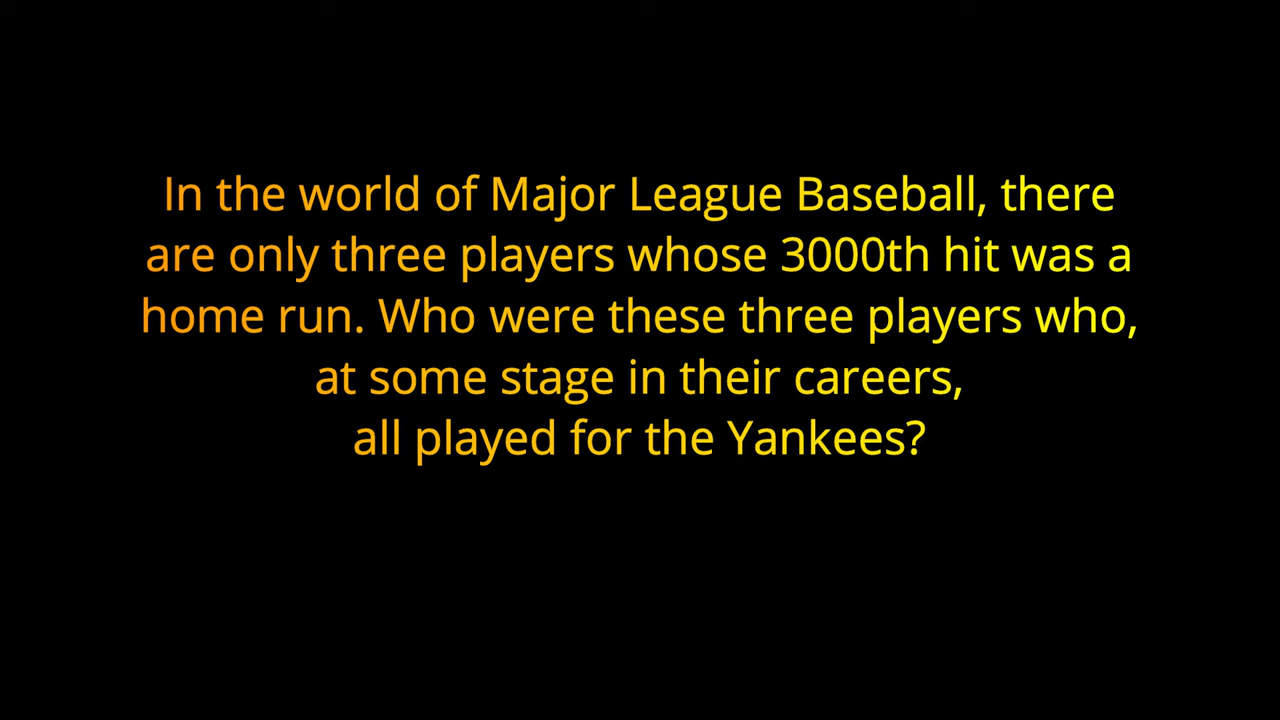 In the world of Major League Baseball, there
are only three players whose 3000th hit was a
home run. Who were these three players who,
at some stage in their careers,
all played for the Yankees?